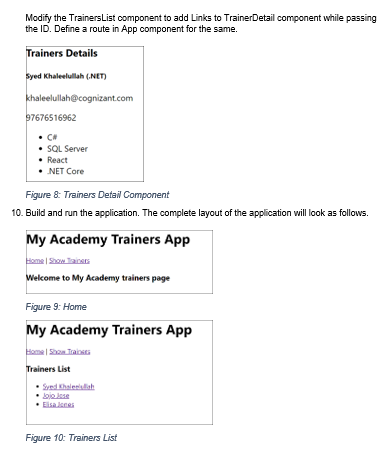 Modify the TrainersList component to add Links to TrainerDetail component while passing
the ID. Define a route in App component for the same.
Trainers Details
Syed Khaleelullah (.NET)
khaleelullah@cognizant.com
97676516962
• C#
• SQL Server
• React
• .NET Core
Figure 8: Trainers Detail Component
10. Build and run the application. The complete layout of the application will look as follows.
My Academy Trainers App
Home | Show Trainers
Welcome to My Academy trainers page
Figure 9: Home
My Academy Trainers App
Home | Show Trainers
Trainers List
• Syed Khaleelullah
• Jojo Jose
• Elisa Jones
Figure 10: Trainers List